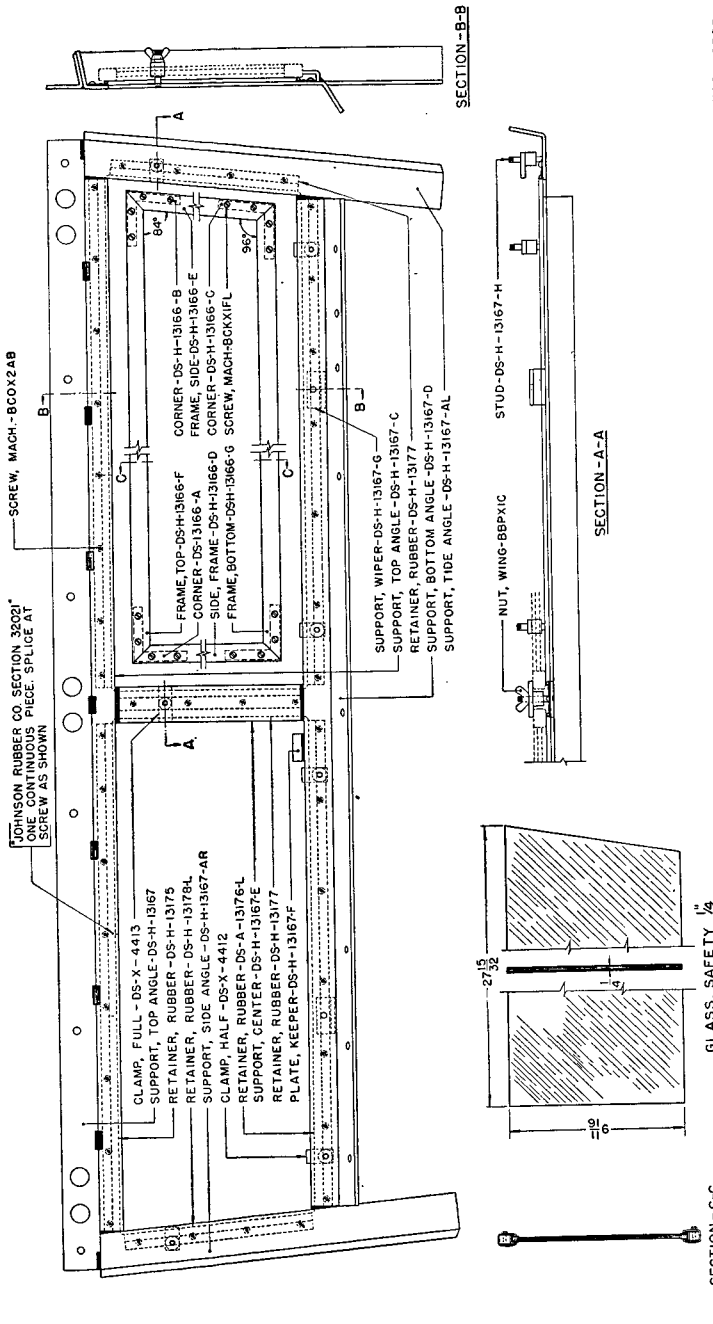 "JOHNSON RUBBER CO. SECTION 32021"
ONE CONTINUOUS PIECE. SPLICE AT
SCREW AS SHOWN
SCREW, MACH.-BCOX2AB
B
A
C
84°
96°
FRAME, TOP-DS-H-13166-F
CORNER-DS-13166-A
SIDE, FRAME-DS-H-13166-D
FRAME, BOTTOM-DSH-13166-G
CORNER-DS-H-13166-B
FRAME, SIDE-DS-H-13166-E
CORNER-DS-H-13166-C
SCREW, MACH-BCKX1FL
C
B
A
CLAMP, FULL-DS-X-4413
SUPPORT, TOP ANGLE-DS-H-13167
RETAINER, RUBBER-DS-H-13175
RETAINER, RUBBER-DS-H-13178-L
SUPPORT, SIDE ANGLE-DS-H-13167-AR
CLAMP, HALF-DS-X-4412
RETAINER, RUBBER-DS-A-13176-L
SUPPORT, CENTER-DS-H-13167-E
RETAINER, RUBBER-DS-H-13177
PLATE, KEEPER-DS-H-13167-F
SUPPORT, WIPER-DS-H-13167-G
SUPPORT, TOP ANGLE-DS-H-13167-C
RETAINER, RUBBER-DS-H-13177
SUPPORT, BOTTOM ANGLE-DS-H-13167-D
SUPPORT, TIDE ANGLE-DS-H-13167-AL
SECTION-B-B
NUT, WING-BBPX1C
STUD-DS-H-13167-H
SECTION-A-A
27 15/32
1/4
GLASS SAFETY 1/4"
SECTION C-C